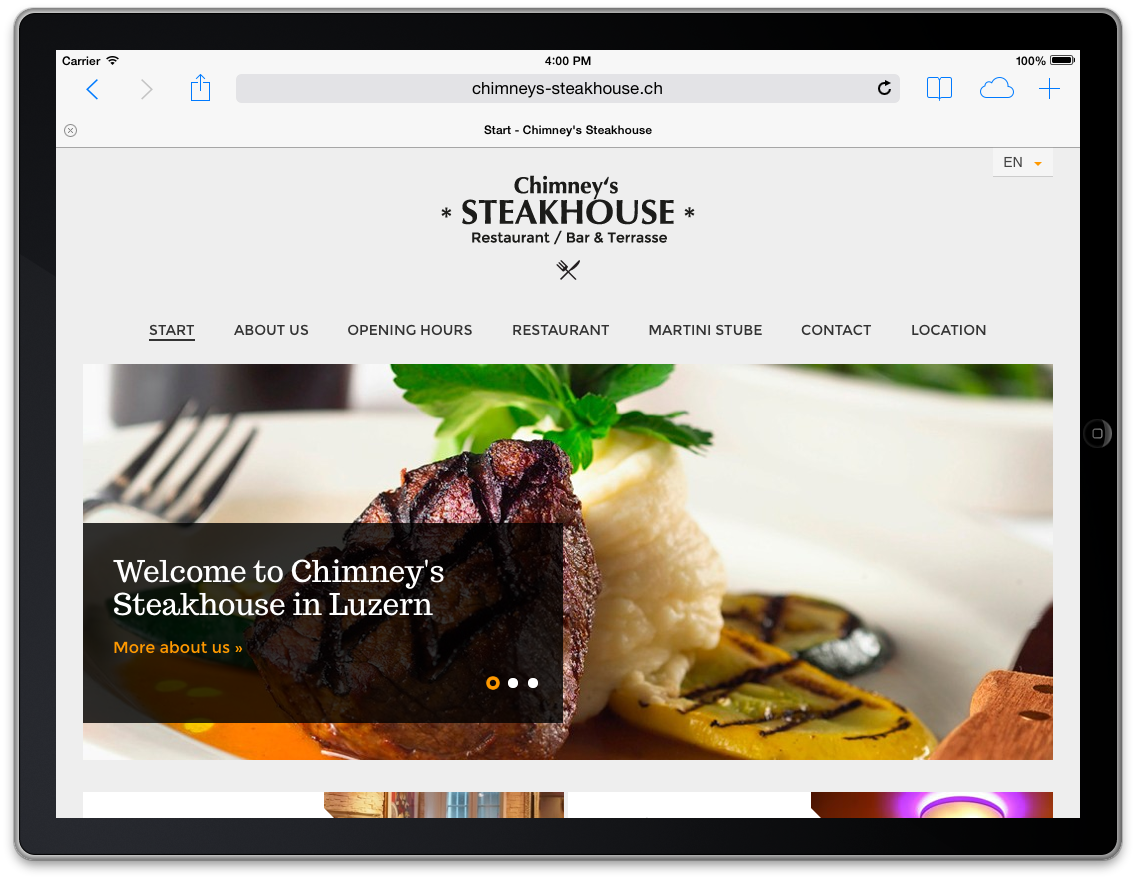 Carrier 4:00 PM 100%
chimneys-steakhouse.ch
Start - Chimney's Steakhouse
EN
Chimney‘s
* STEAKHOUSE *
Restaurant / Bar & Terrasse
START ABOUT US OPENING HOURS RESTAURANT MARTINI STUBE CONTACT LOCATION
Welcome to Chimney's
Steakhouse in Luzern
More about us »